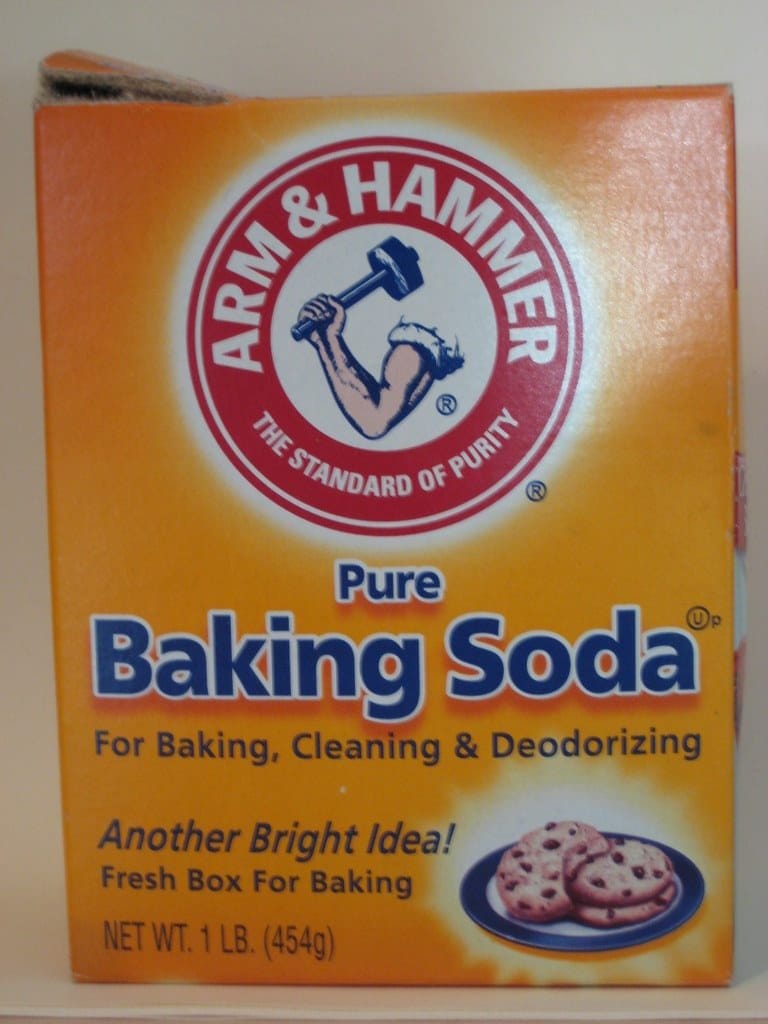 ARM & HAMMER
®
THE STANDARD OF PURITY
®
Pure
Baking Soda ⓊP
For Baking, Cleaning & Deodorizing
Another Bright Idea!
Fresh Box For Baking
NET WT. 1 LB. (454g)